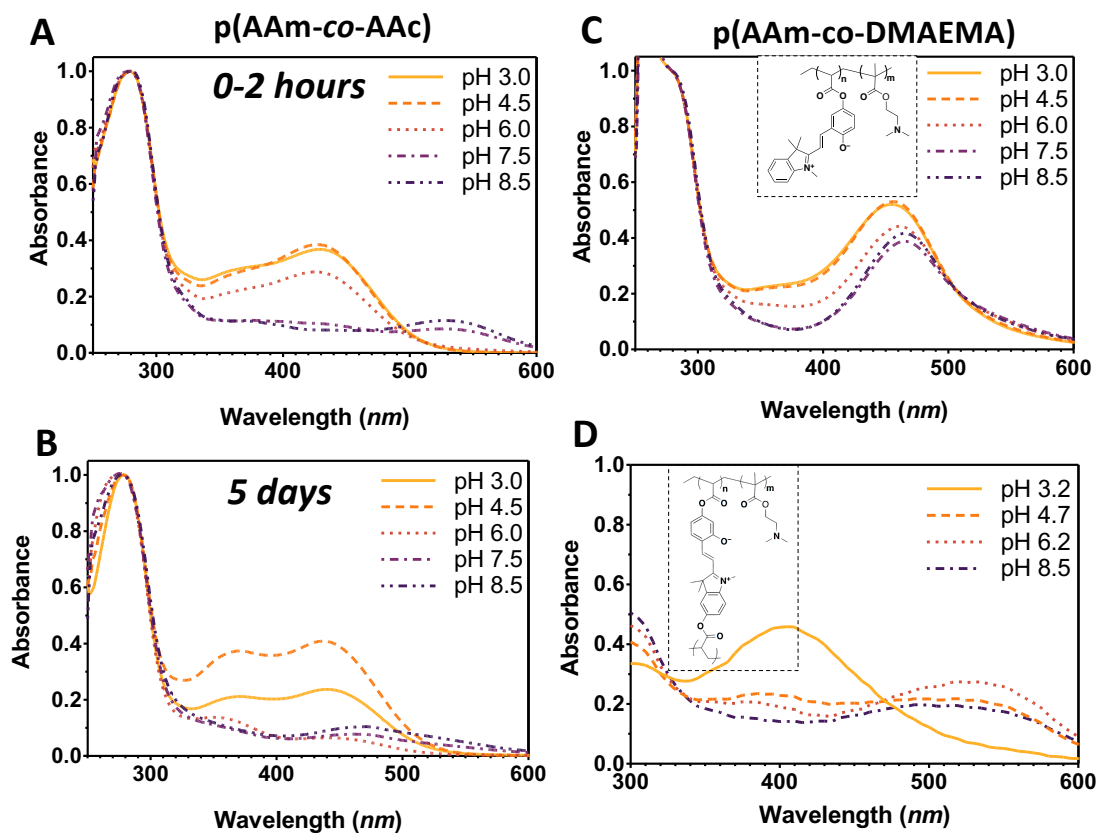 A
p(AAm-co-AAc)
0-2 hours
pH 3.0
pH 4.5
pH 6.0
pH 7.5
pH 8.5
1.0
0.8
0.6
0.4
0.2
0.0
Absorbance
300
400
500
600
Wavelength (nm)
B
5 days
pH 3.0
pH 4.5
pH 6.0
pH 7.5
pH 8.5
1.0
0.8
0.6
0.4
0.2
0.0
Absorbance
300
400
500
600
Wavelength (nm)
C
p(AAm-co-DMAEMA)
pH 3.0
pH 4.5
pH 6.0
pH 7.5
pH 8.5
n
m
O
O
O
O
N
O⁻
N⁺
1.0
0.8
0.6
0.4
0.2
0.0
Absorbance
300
400
500
600
Wavelength (nm)
D
pH 3.2
pH 4.7
pH 6.2
pH 8.5
n
m
O
O
O
O
O⁻
N
N⁺
O
O
1.0
0.8
0.6
0.4
0.2
0.0
Absorbance
300
400
500
600
Wavelength (nm)